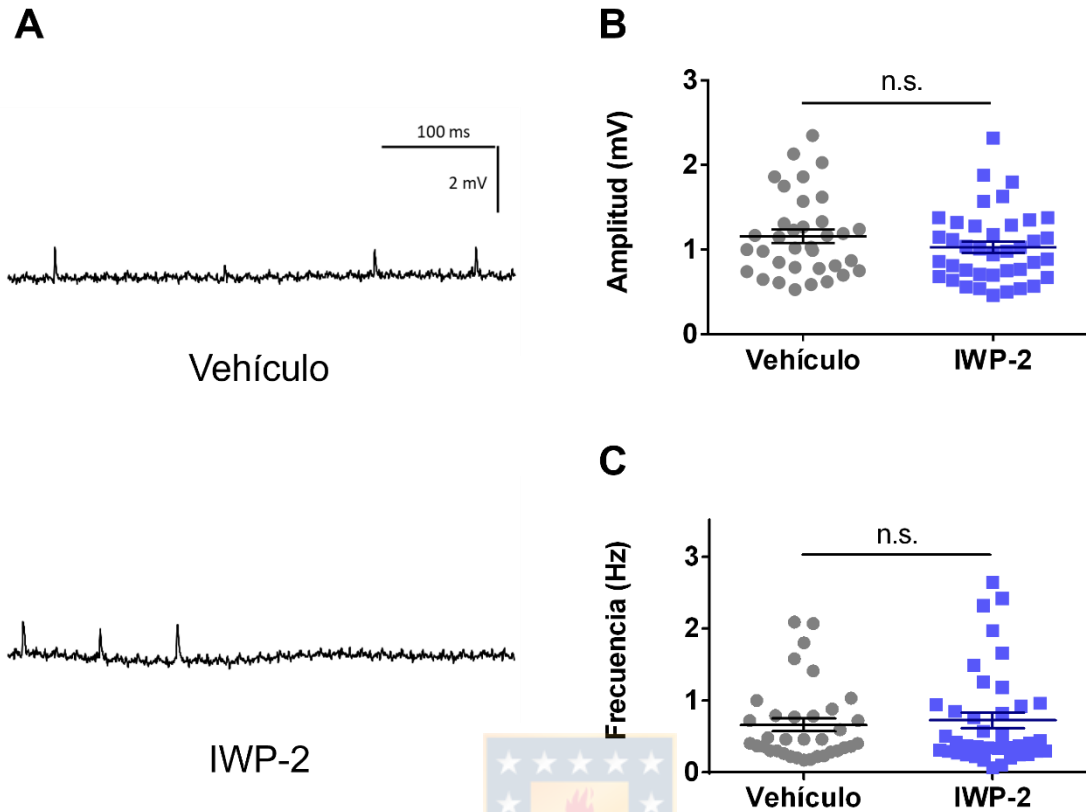 A
100 ms
2 mV
Vehículo
IWP-2
B
n.s.
3
2
1
0
Amplitud (mV)
Vehículo
IWP-2
C
n.s.
3
2
1
0
Frecuencia (Hz)
Vehículo
IWP-2